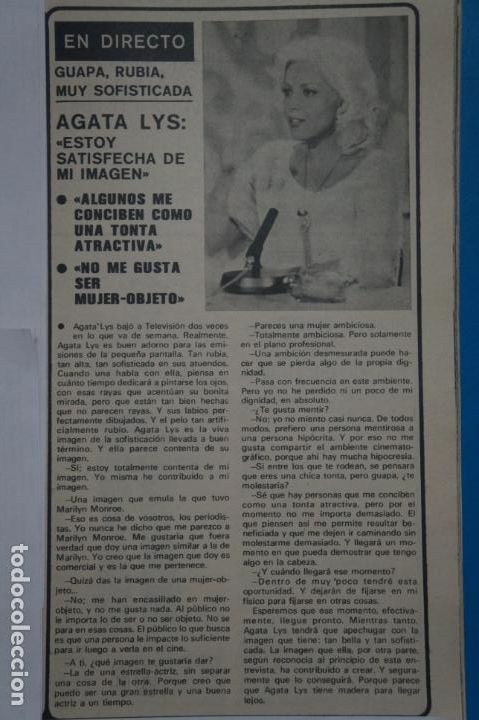 EN DIRECTO
GUAPA, RUBIA,
MUY SOFISTICADA
AGATA LYS:
«ESTOY
SATISFECHA DE
MI IMAGEN»
● «ALGUNOS ME
CONCIBEN COMO
UNA TONTA
ATRACTIVA»
● «NO ME GUSTA
SER
MUJER-OBJETO»
● Agata Lys bajó a Televisión dos veces
en lo que va de semana. Realmente,
Agata Lys es un buen adorno para las emi-
siones de la pequeña pantalla. Tan rubia,
tan alta, tan sofisticada en sus atuendos.
Cuando una habla con ella, piensa en
cuánto tiempo dedicará a pintarse los ojos,
con esas rayas que acentúan su bonita
mirada, pero que están tan bien hechas
que no parecen rayas. Y sus labios per-
fectamente dibujados. Y el pelo tan arti-
ficialmente rubio. Agata Lys es la viva
imagen de la sofisticación llevada a buen
término. Y ella parece contenta de su
imagen.
—Sí; estoy totalmente contenta de mi
imagen. Yo misma he contribuido a mi
imagen.
—Una imagen que emula la que tuvo
Marilyn Monroe.
—Eso es cosa de vosotros, los periodis-
tas. Yo nunca he dicho que me parezco a
Marilyn Monroe. Me gustaría que fuera
verdad que doy una imagen similar a la de
Marilyn. Yo creo que la imagen que doy es
comercial y es la que me pertenece.
—Quizá das la imagen de una mujer-ob-
jeto...
—No; me han encasillado en mujer-
objeto, y no me gusta nada. Al público no
le importa lo de ser o no ser objeto. No se
para en esas cosas. El público lo que busca
es que una persona le impacte lo suficiente
para ir luego a verla en el cine.
—A ti, ¿qué imagen te gustaría dar?
—La de una estrella-actriz, sin separar
una cosa de la otra. Porque creo que
puedo ser una gran estrella y una buena
actriz a un tiempo.
—Pareces una mujer ambiciosa.
—Totalmente ambiciosa. Pero solamente
en el plano profesional.
—Una ambición desmesurada puede ha-
cer que se pierda algo de la propia dig-
nidad.
—Pasa con frecuencia en este ambiente.
Pero yo no he perdido ni un poco de mi
dignidad, en absoluto.
—¿Te gusta mentir?
—No; yo no miento casi nunca. De todos
modos, prefiero una persona mentirosa a
una persona hipócrita. Y por eso no me
gusta compartir el ambiente cinemato-
gráfico, porque ahí hay mucha hipocresía.
—Si entre los que te rodean, se pensara
que eres una chica tonta, pero guapa, ¿te
molestaría?
—Sé que hay personas que me conciben
como una tonta atractiva, pero por el
momento no me importa demasiado. El
que piensen así me permite resultar be-
neficiada y que me dejen ir caminando sin
molestarme demasiado. Y llegará un mo-
mento en que pueda demostrar que tengo
algo en la cabeza.
—¿Y cuándo llegará ese momento?
—Dentro de muy poco tendré esta
oportunidad. Y dejarán de fijarse en mi
físico para fijarse en otras cosas.
Esperemos que ese momento, efectiva-
mente, llegue pronto. Mientras tanto,
Agata Lys tendrá que apechugar con la
imagen que tiene: tan bella y tan sofisti-
cada. La imagen que ella, por otra parte,
según reconocía al principio de esta en-
trevista, ha contribuido a crear. Y segura-
mente que lo conseguirá. Porque parece
que Agata Lys tiene madera para llegar
lejos.
todocoleccion.net